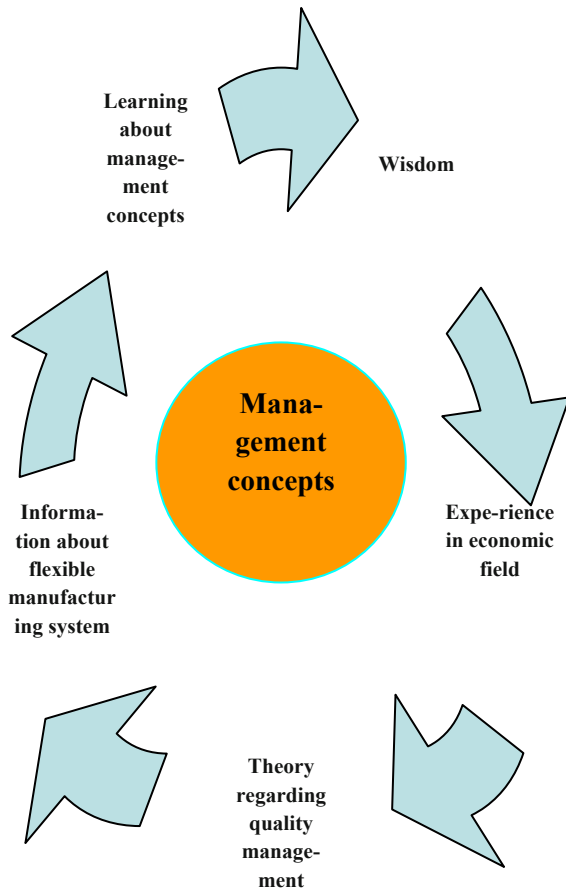 Learning
about
manage-
ment
concepts
Wisdom
Mana-
gement
concepts
Informa-
tion about
flexible
manufactur
ing system
Expe-rience
in economic
field
Theory
regarding
quality
manage-
ment